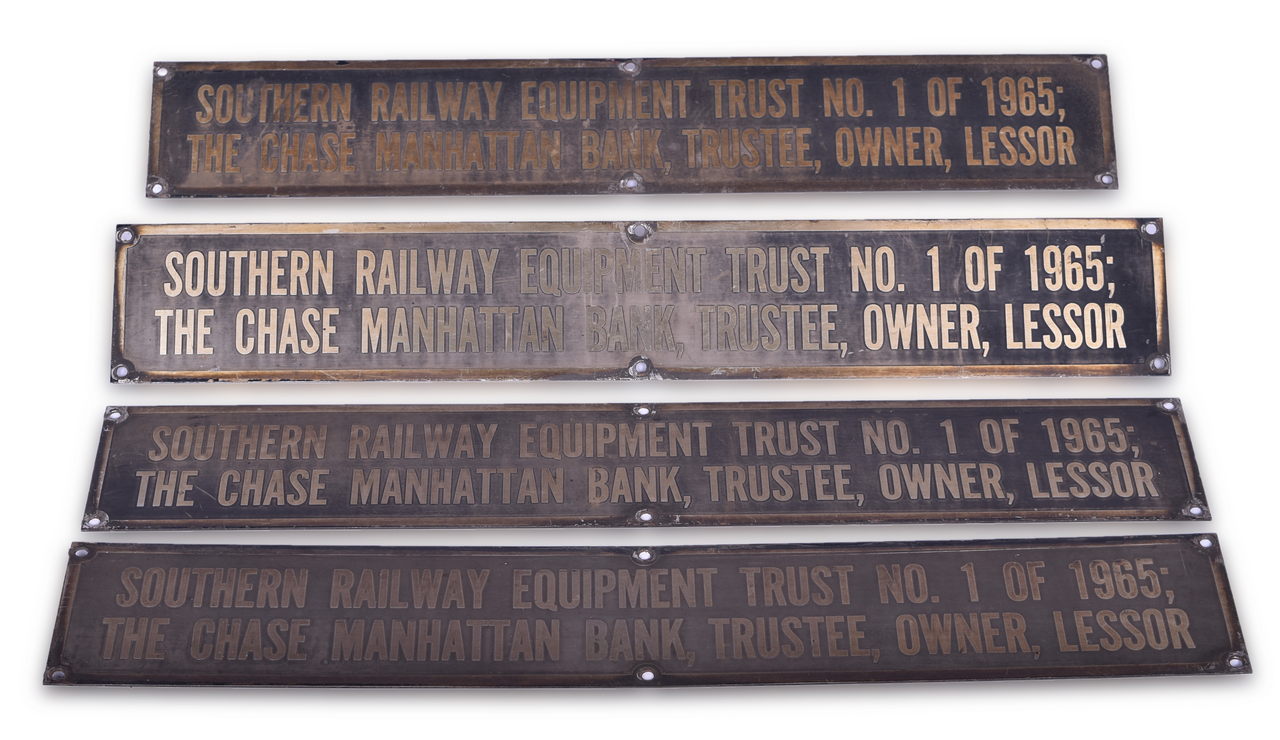 SOUTHERN RAILWAY EQUIPMENT TRUST NO. 1 OF 1965;
THE CHASE MANHATTAN BANK, TRUSTEE, OWNER, LESSOR
SOUTHERN RAILWAY EQUIPMENT TRUST NO. 1 OF 1965;
THE CHASE MANHATTAN BANK, TRUSTEE, OWNER, LESSOR
SOUTHERN RAILWAY EQUIPMENT TRUST NO. 1 OF 1965;
THE CHASE MANHATTAN BANK, TRUSTEE, OWNER, LESSOR
SOUTHERN RAILWAY EQUIPMENT TRUST NO. 1 OF 1965;
THE CHASE MANHATTAN BANK, TRUSTEE, OWNER, LESSOR